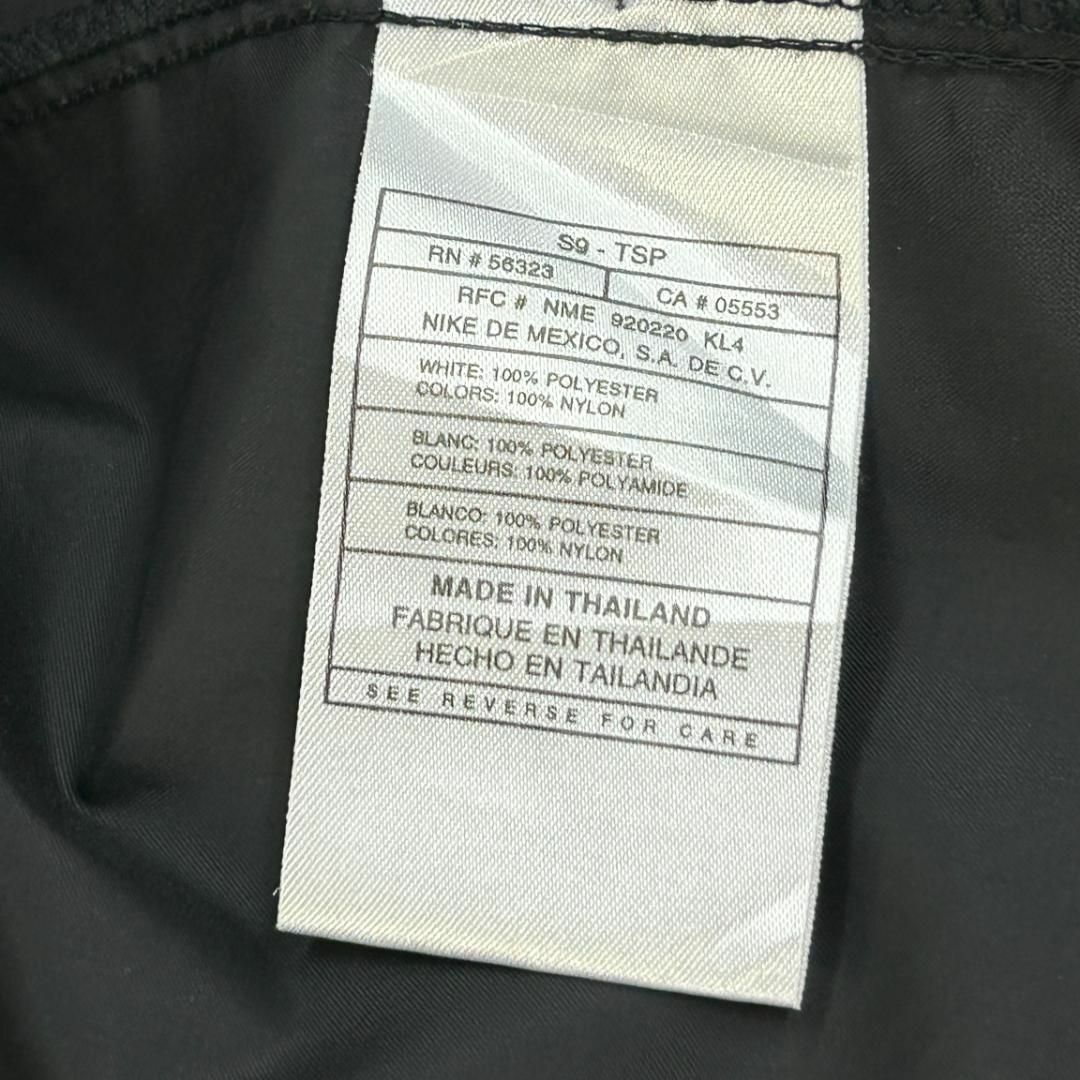 S9 - TSP
RN # 56323 CA # 05553
RFC # NME 920220 KL4
NIKE DE MEXICO, S.A. DE C.V.
WHITE: 100% POLYESTER
COLORS: 100% NYLON
BLANC: 100% POLYESTER
COULEURS: 100% POLYAMIDE
BLANCO: 100% POLYESTER
COLORES: 100% NYLON
MADE IN THAILAND
FABRIQUE EN THAILANDE
HECHO EN TAILANDIA
SEE REVERSE FOR CARE